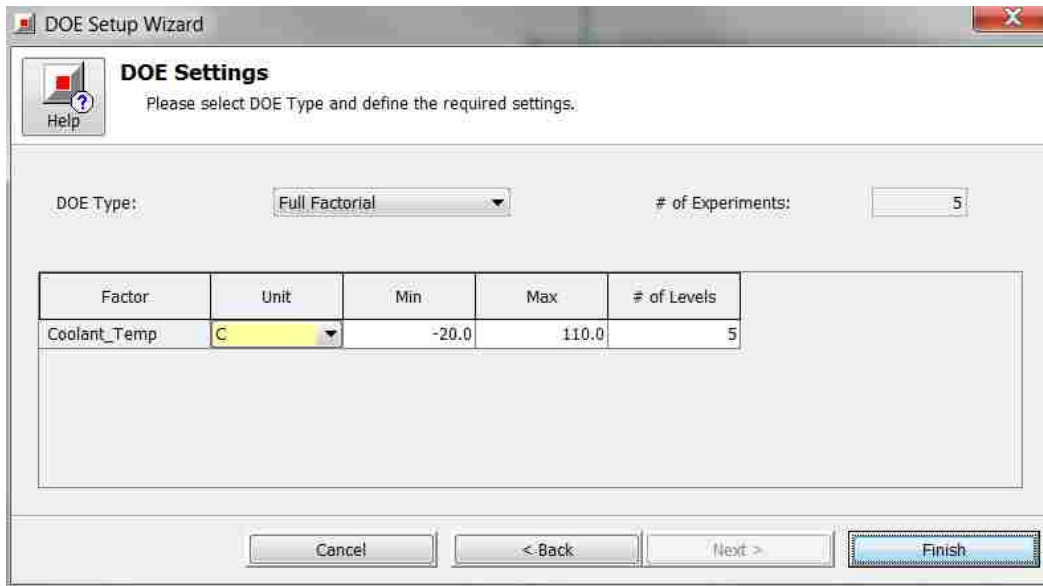 DOE Setup Wizard
X
DOE Settings
Please select DOE Type and define the required settings.
Help
DOE Type: Full Factorial # of Experiments: 5
Factor Unit Min Max # of Levels
Coolant_Temp C -20.0 110.0 5
Cancel < Back Next > Finish